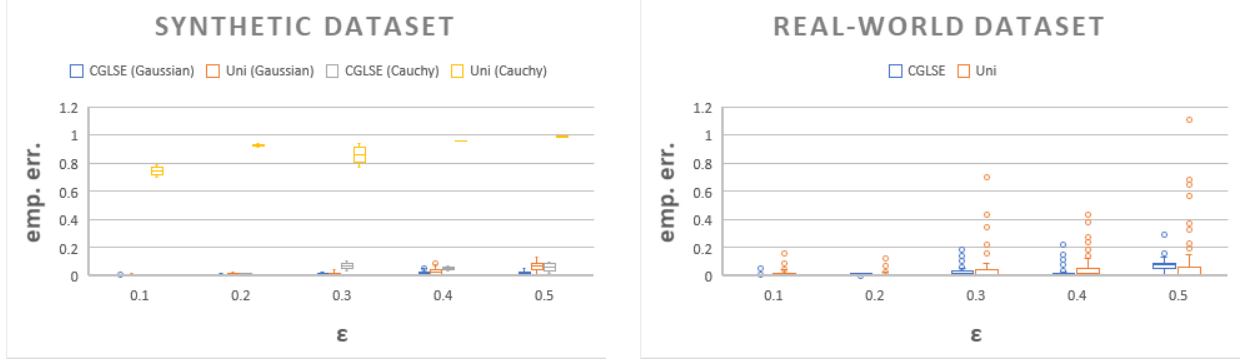 SYNTHETIC DATASET
CGLSE (Gaussian) Uni (Gaussian) CGLSE (Cauchy) Uni (Cauchy)
1.2
1
0.8
0.6
0.4
0.2
0
emp. err.
0.1 0.2 0.3 0.4 0.5
ε
REAL-WORLD DATASET
CGLSE Uni
1.2
1
0.8
0.6
0.4
0.2
0
emp. err.
0.1 0.2 0.3 0.4 0.5
ε